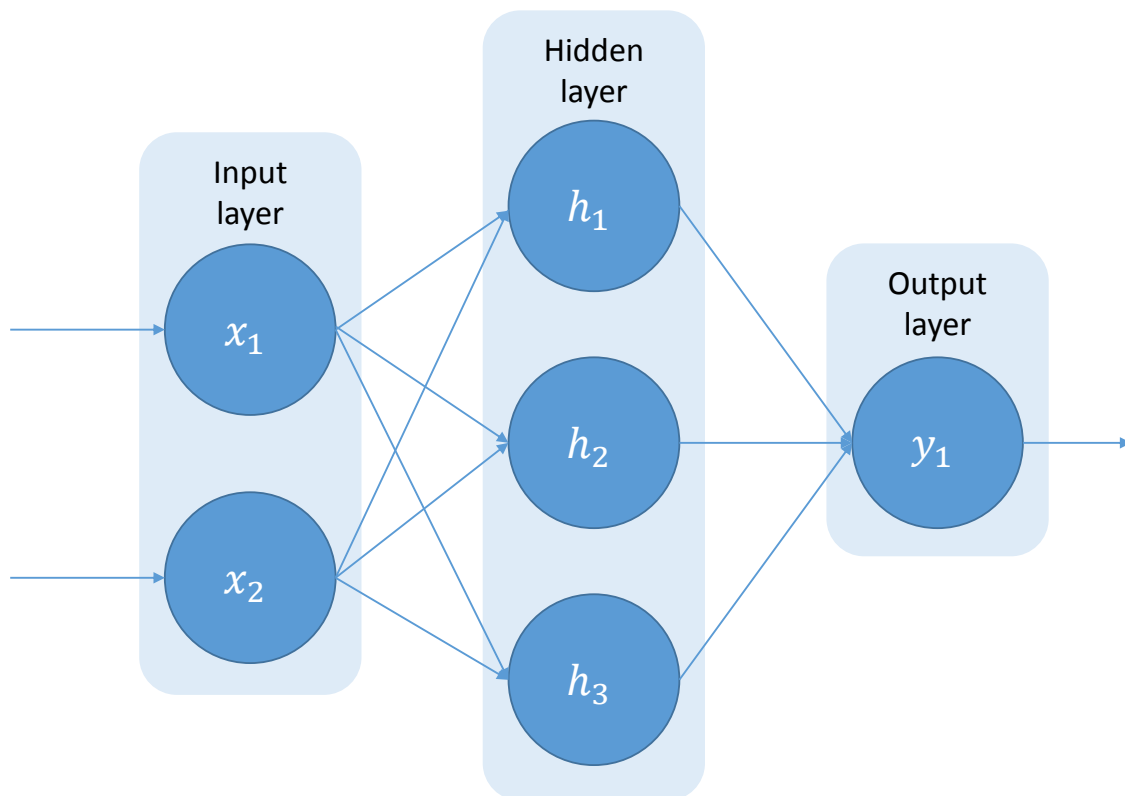 Input
layer
x₁
x₂
Hidden
layer
h₁
h₂
h₃
Output
layer
y₁